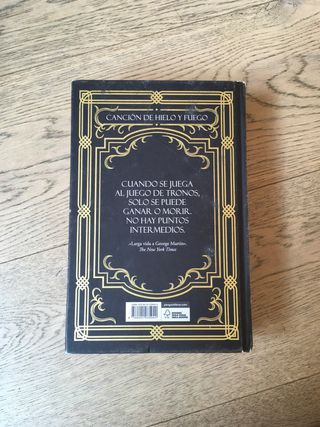 CANCIÓN DE HIELO Y FUEGO
CUANDO SE JUEGA
AL JUEGO DE TRONOS,
SOLO SE PUEDE
GANAR O MORIR.
NO HAY PUNTOS
INTERMEDIOS.
«Larga vida a George Martin».
The New York Times